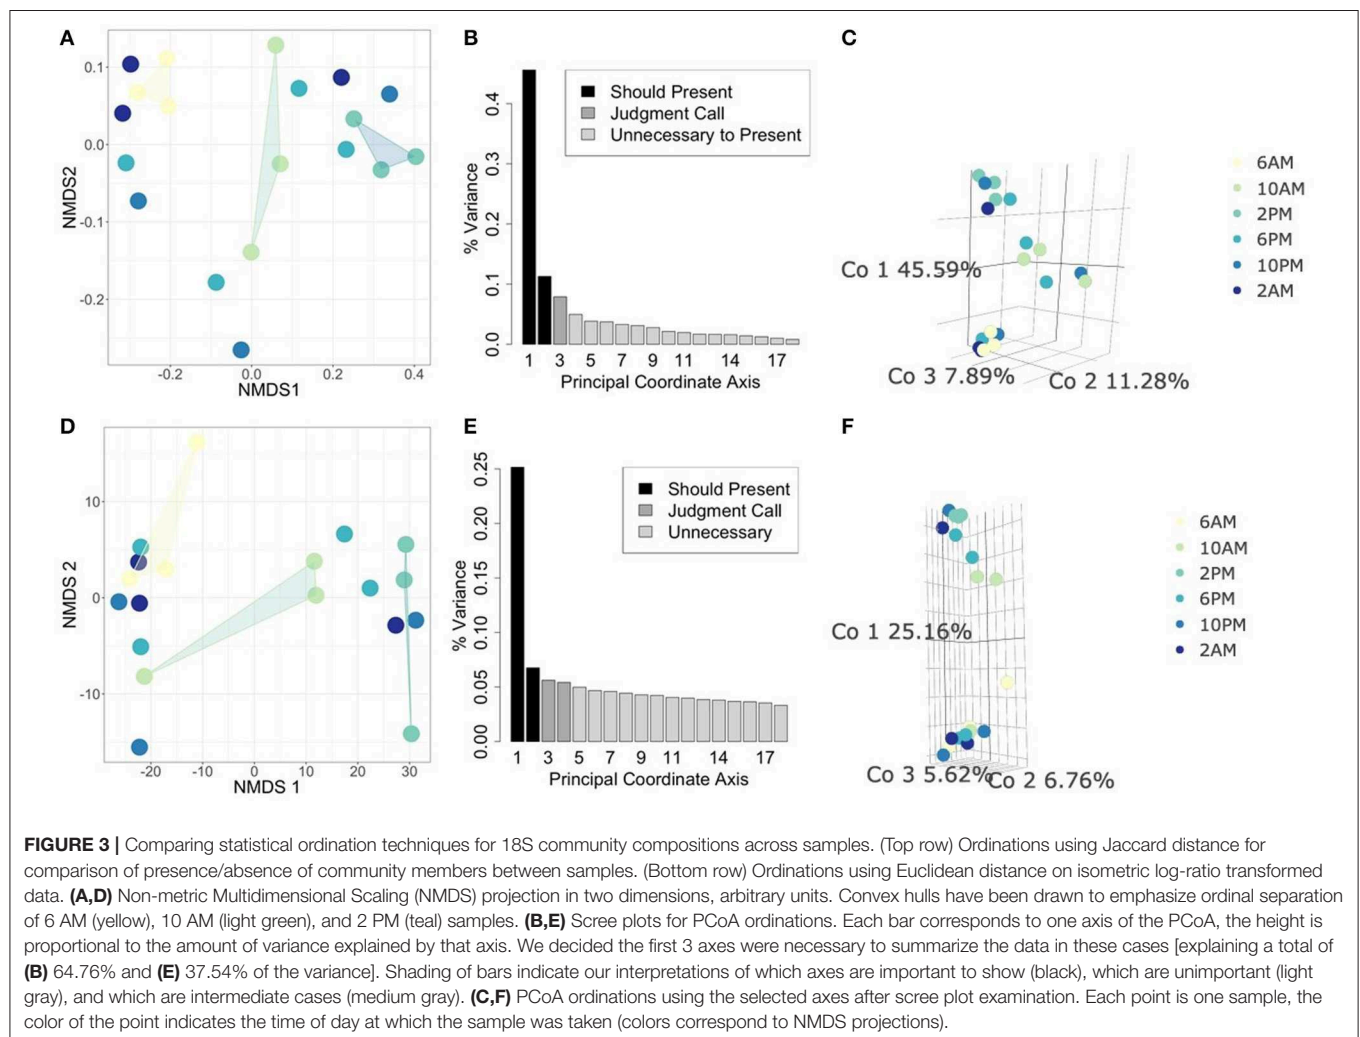 A
0.1
0.0
-0.1
-0.2
NMDS2
-0.2
0.0
0.2
0.4
NMDS1
B
% Variance
0.4
0.3
0.2
0.1
0.0
Should Present
Judgment Call
Unnecessary to Present
1 3 5 7 9 11 14 17
Principal Coordinate Axis
C
Co 1 45.59%
Co 3 7.89%
Co 2 11.28%
6AM
10AM
2PM
6PM
10PM
2AM
D
10
0
-10
NMDS 2
-20 -10 0 10 20 30
NMDS 1
E
% Variance
0.25
0.20
0.15
0.10
0.05
0.00
Should Present
Judgment Call
Unnecessary
1 3 5 7 9 11 14 17
Principal Coordinate Axis
F
Co 1 25.16%
Co 3 5.62%
Co 2 6.76%
6AM
10AM
2PM
6PM
10PM
2AM
FIGURE 3 | Comparing statistical ordination techniques for 18S community compositions across samples. (Top row) Ordinations using Jaccard distance for
comparison of presence/absence of community members between samples. (Bottom row) Ordinations using Euclidean distance on isometric log-ratio transformed
data. (A,D) Non-metric Multidimensional Scaling (NMDS) projection in two dimensions, arbitrary units. Convex hulls have been drawn to emphasize ordinal separation
of 6 AM (yellow), 10 AM (light green), and 2 PM (teal) samples. (B,E) Scree plots for PCoA ordinations. Each bar corresponds to one axis of the PCoA, the height is
proportional to the amount of variance explained by that axis. We decided the first 3 axes were necessary to summarize the data in these cases [explaining a total of
(B) 64.76% and (E) 37.54% of the variance]. Shading of bars indicate our interpretations of which axes are important to show (black), which are unimportant (light
gray), and which are intermediate cases (medium gray). (C,F) PCoA ordinations using the selected axes after scree plot examination. Each point is one sample, the
color of the point indicates the time of day at which the sample was taken (colors correspond to NMDS projections).